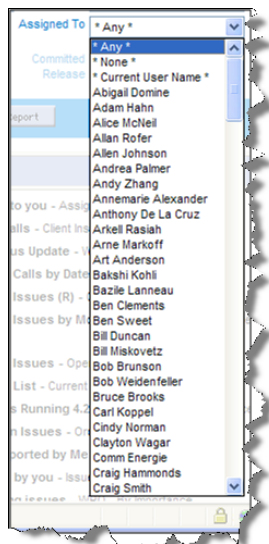 Assigned To * Any *
* Any *
* None *
Committed Release
* Current User Name *
Abigail Domine
Adam Hahn
Alice McNeil
Report
Allan Rofer
Allen Johnson
Andrea Palmer
Andy Zhang
Annemarie Alexander
to you - Assig
Anthony De La Cruz
alls - Client Ins
Arkell Rasiah
us Update - W
Arne Markoff
Art Anderson
Calls by Date
Bakshi Kohli
Issues (R) -
Bazile Lanneau
Issues by Mo
Ben Clements
Ben Sweet
Bill Duncan
Issues - Ope
Bill Miskovetz
List - Current
Bob Brunson
Bob Weidenfeller
s Running 4.2
Bruce Brooks
n Issues - On
Carl Koppel
Cindy Norman
ported by Me
Clayton Wagar
by you - Issu
Comm Energie
Craig Hammonds
Craig Smith